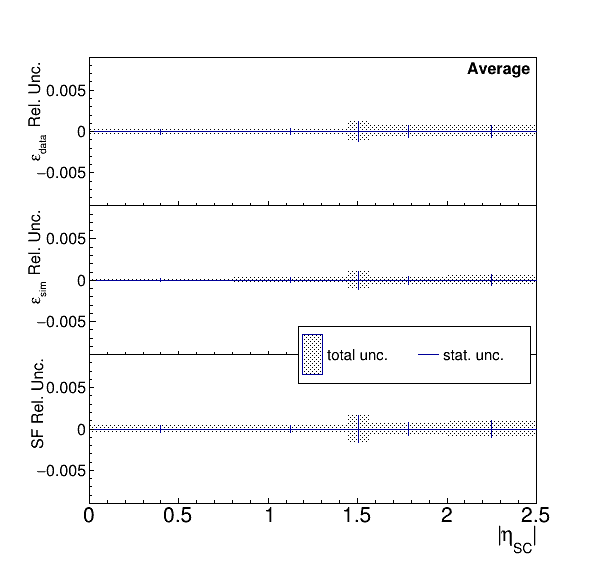 Average
ε_data Rel. Unc.
0.005
0
−0.005
ε_sim Rel. Unc.
0.005
0
−0.005
total unc.
stat. unc.
SF Rel. Unc.
0.005
0
−0.005
0 0.5 1 1.5 2 2.5
|η_SC|